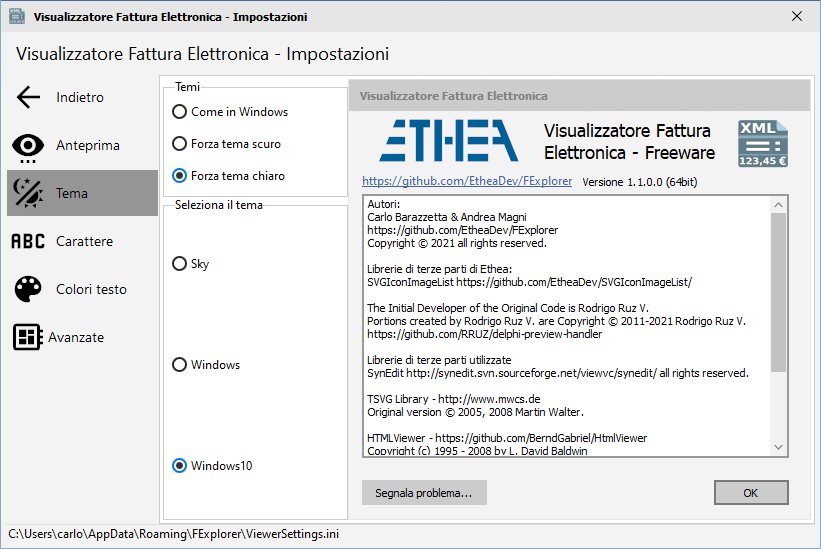 Visualizzatore Fattura Elettronica - Impostazioni
Visualizzatore Fattura Elettronica - Impostazioni
Indietro
Anteprima
Tema
ABC Carattere
Colori testo
Avanzate
Temi
Come in Windows
Forza tema scuro
Forza tema chiaro
Seleziona il tema
Sky
Windows
Windows10
Visualizzatore Fattura Elettronica
ETHEA
Visualizzatore Fattura
Elettronica - Freeware
XML
123,45 €
https://github.com/EtheaDev/FExplorer Versione 1.1.0.0 (64bit)
Autori:
Carlo Barazzetta & Andrea Magni
https://github.com/EtheaDev/FExplorer
Copyright © 2021 all rights reserved.
Librerie di terze parti di Ethea:
SVGIconImageList https://github.com/EtheaDev/SVGIconImageList/
The Initial Developer of the Original Code is Rodrigo Ruz V.
Portions created by Rodrigo Ruz V. are Copyright © 2011-2021 Rodrigo Ruz V.
https://github.com/RRUZ/delphi-preview-handler
Librerie di terze parti utilizzate
SynEdit http://synedit.svn.sourceforge.net/viewvc/synedit/ all rights reserved.
TSVG Library - http://www.mwcs.de
Original version © 2005, 2008 Martin Walter.
HTMLViewer - https://github.com/BerndGabriel/HtmlViewer
Copyright (c) 1995 - 2008 by L. David Baldwin
Segnala problema...
OK
C:\Users\carlo\AppData\Roaming\FExplorer\ViewerSettings.ini